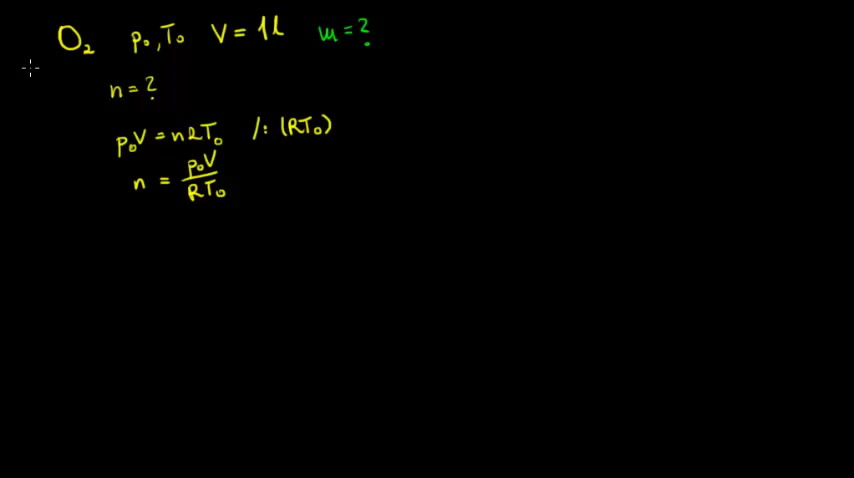 O₂ p₀, T₀ V = 1l m = ?
n = ?
p₀V = nRT₀ /: (RT₀)
n = p₀V / RT₀